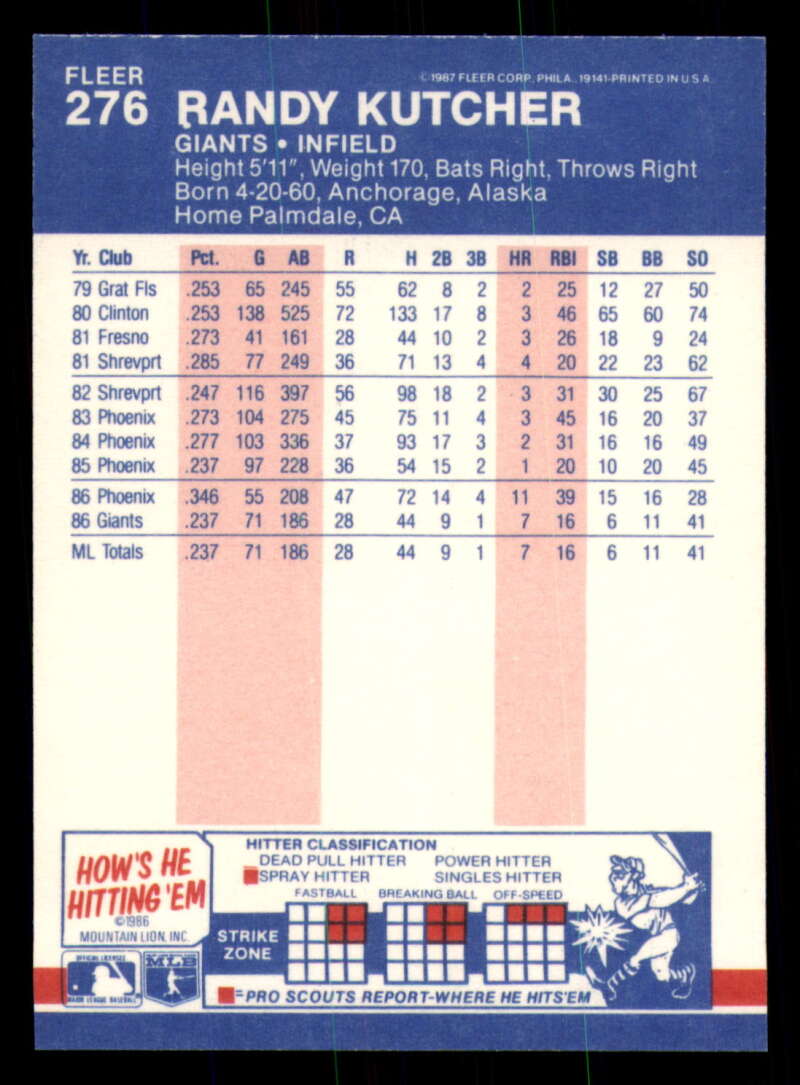 FLEER
©1987 FLEER CORP., PHILA., 19141-PRINTED IN U.S.A.
276 RANDY KUTCHER
GIANTS • INFIELD
Height 5'11", Weight 170, Bats Right, Throws Right
Born 4-20-60, Anchorage, Alaska
Home Palmdale, CA
Yr. Club Pct. G AB R H 2B 3B HR RBI SB BB SO
79 Grat Fls .253 65 245 55 62 8 2 2 25 12 27 50
80 Clinton .253 138 525 72 133 17 8 3 46 65 60 74
81 Fresno .273 41 161 28 44 10 2 3 26 18 9 24
81 Shrevprt .285 77 249 36 71 13 4 4 20 22 23 62
82 Shrevprt .247 116 397 56 98 18 2 3 31 30 25 67
83 Phoenix .273 104 275 45 75 11 4 3 45 16 20 37
84 Phoenix .277 103 336 37 93 17 3 2 31 16 16 49
85 Phoenix .237 97 228 36 54 15 2 1 20 10 20 45
86 Phoenix .346 55 208 47 72 14 4 11 39 15 16 28
86 Giants .237 71 186 28 44 9 1 7 16 6 11 41
ML Totals .237 71 186 28 44 9 1 7 16 6 11 41
HOW'S HE
HITTING 'EM
©1986
MOUNTAIN LION, INC.
OFFICIAL LICENSEE
MAJOR LEAGUE BASEBALL
MLB
HITTER CLASSIFICATION
DEAD PULL HITTER POWER HITTER
SPRAY HITTER SINGLES HITTER
FASTBALL BREAKING BALL OFF-SPEED
STRIKE
ZONE
=PRO SCOUTS REPORT-WHERE HE HITS'EM